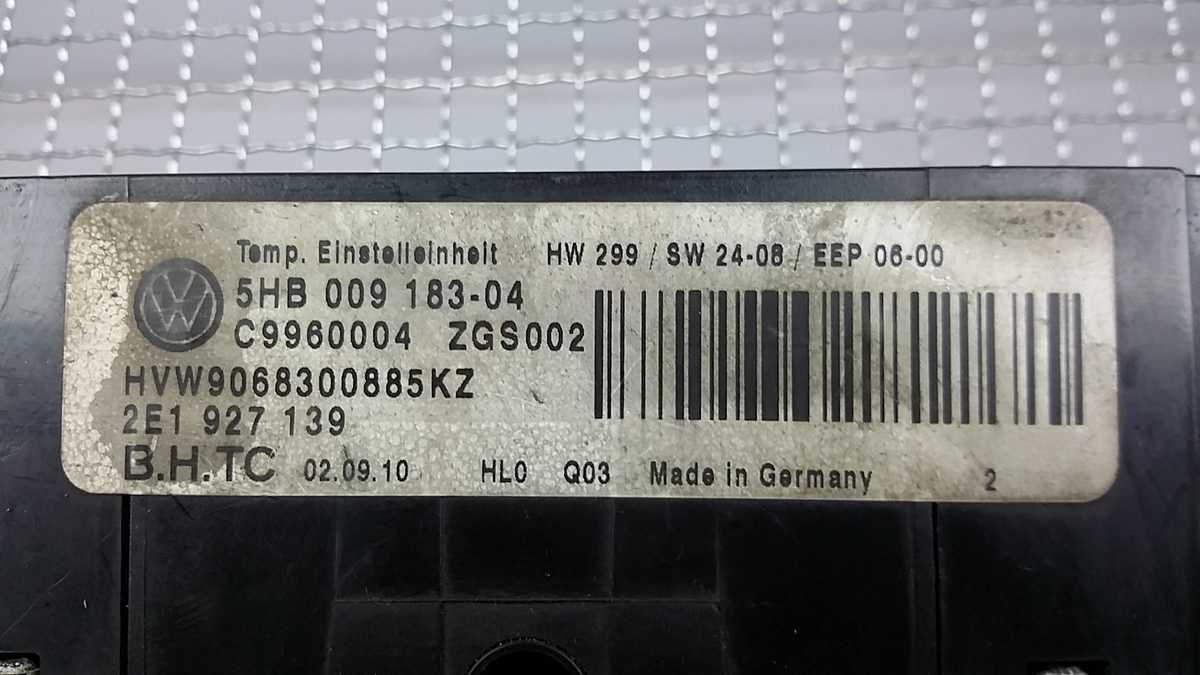 Temp. Einstelleinheit HW 299 / SW 24-08 / EEP 06-00
5HB 009 183-04
C9960004 ZGS002
HVW9068300885KZ
2E1 927 139
B.H.TC 02.09.10 HL0 Q03 Made in Germany 2